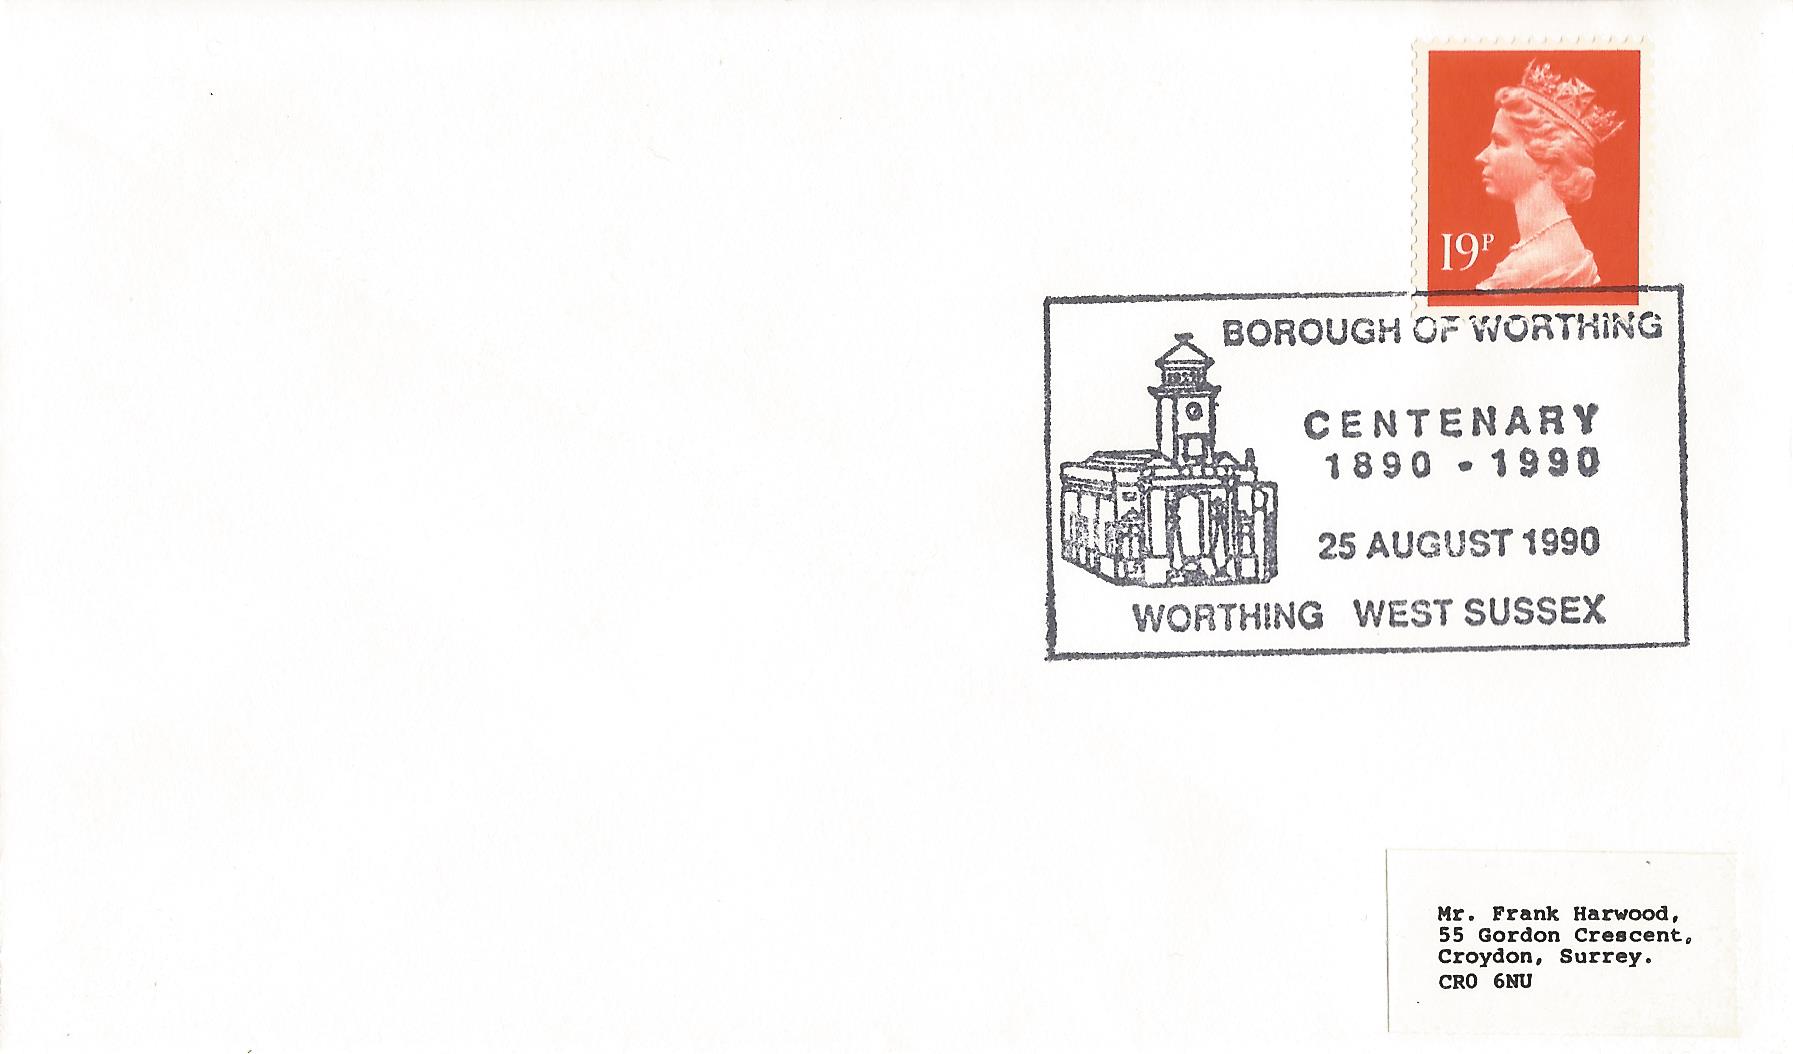 19P
BOROUGH OF WORTHING
CENTENARY
1890 - 1990
25 AUGUST 1990
WORTHING WEST SUSSEX
Mr. Frank Harwood,
55 Gordon Crescent,
Croydon, Surrey.
CR0 6NU